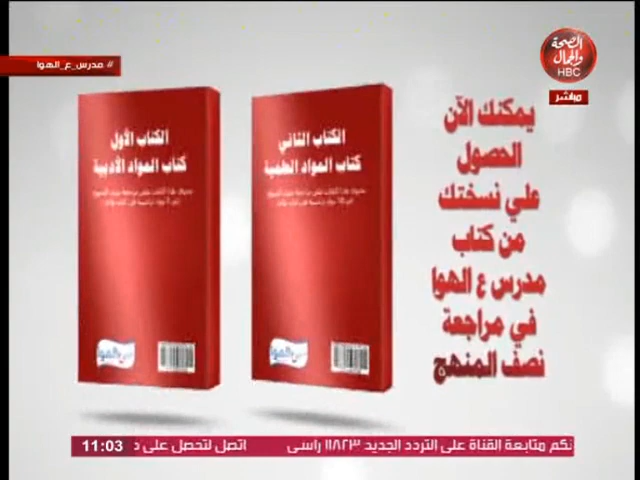 # مدرس_ع_الهوا
الصحة
والجمال
HBC
مباشر
يمكنك الآن
الحصول
علي نسختك
من كتاب
مدرس ع الهوا
في مراجعة
نصف المنهج
الكتاب الثاني
كتاب المواد العلمية
الكتاب الأول
كتاب المواد الأدبية
ع الهوا
11:03
نكم متابعة القناة على التردد الجديد ١١٨٢٣ راسى
اتصل لتحصل على د